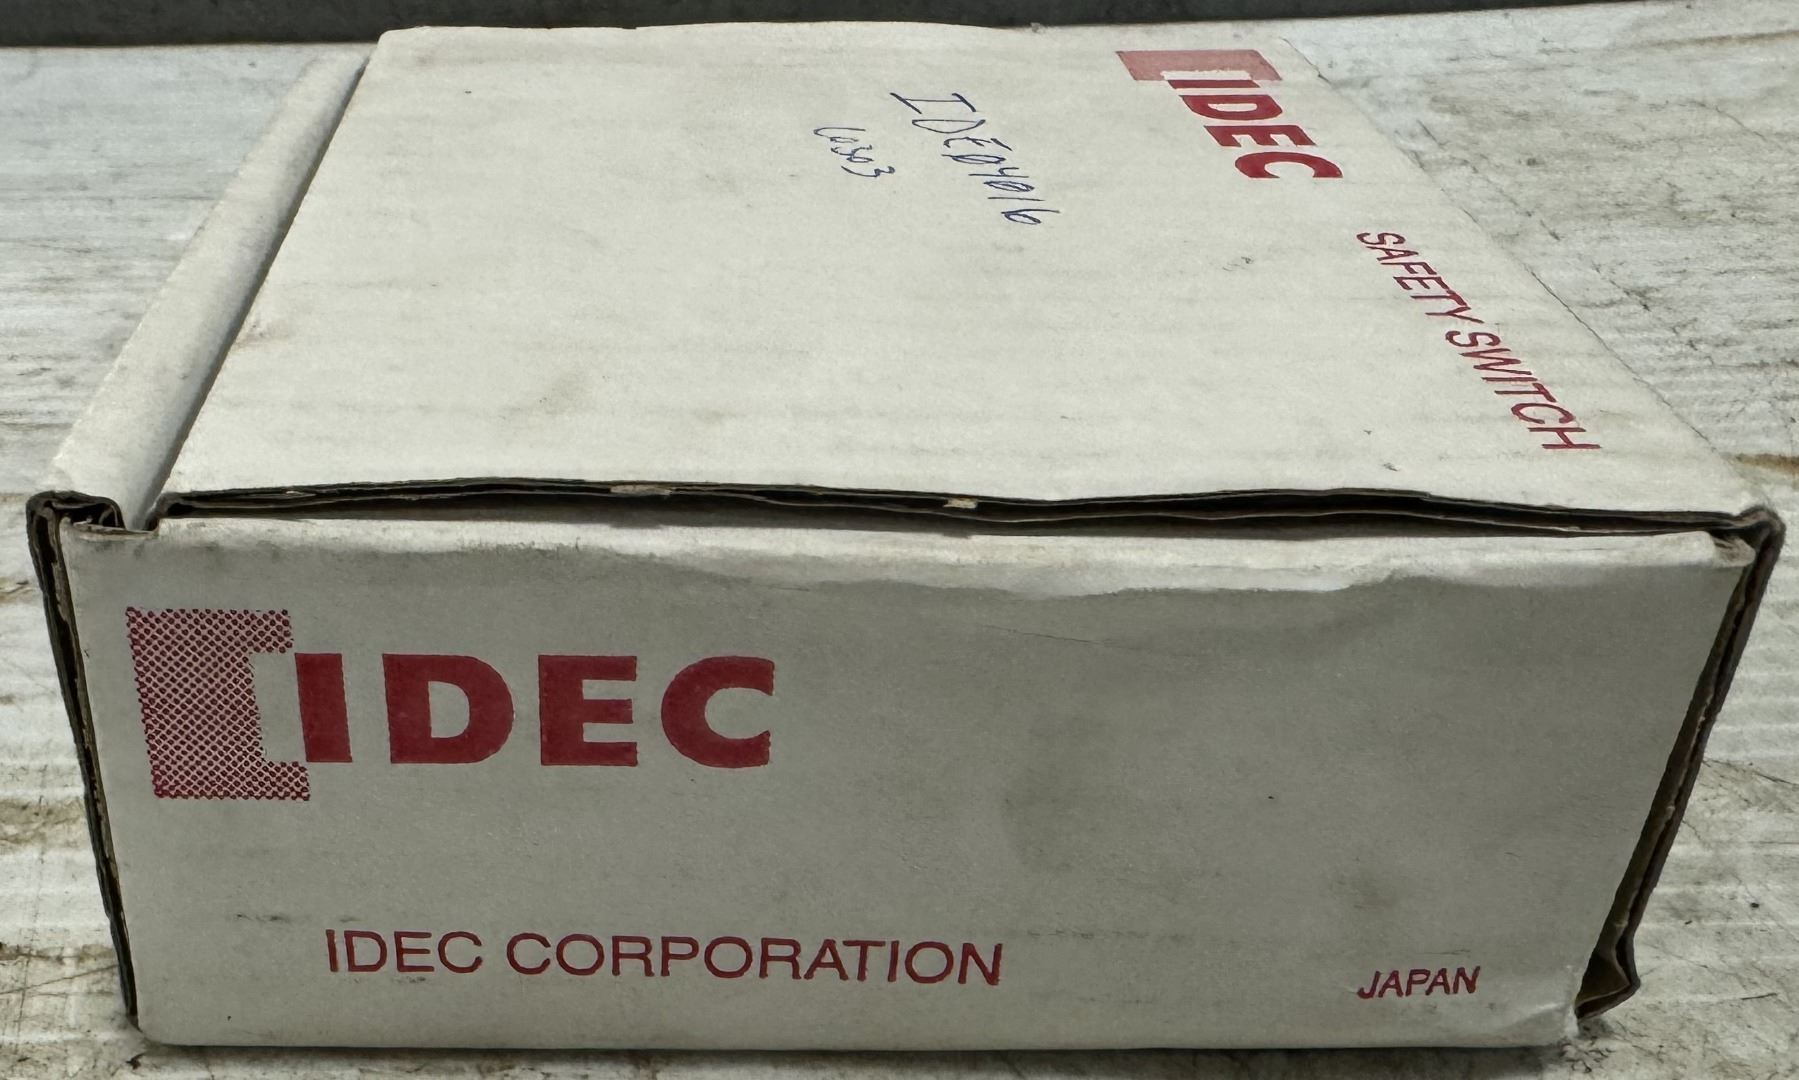 IDEC
SAFETY SWITCH
IDE04016
IDEC
IDEC CORPORATION
JAPAN